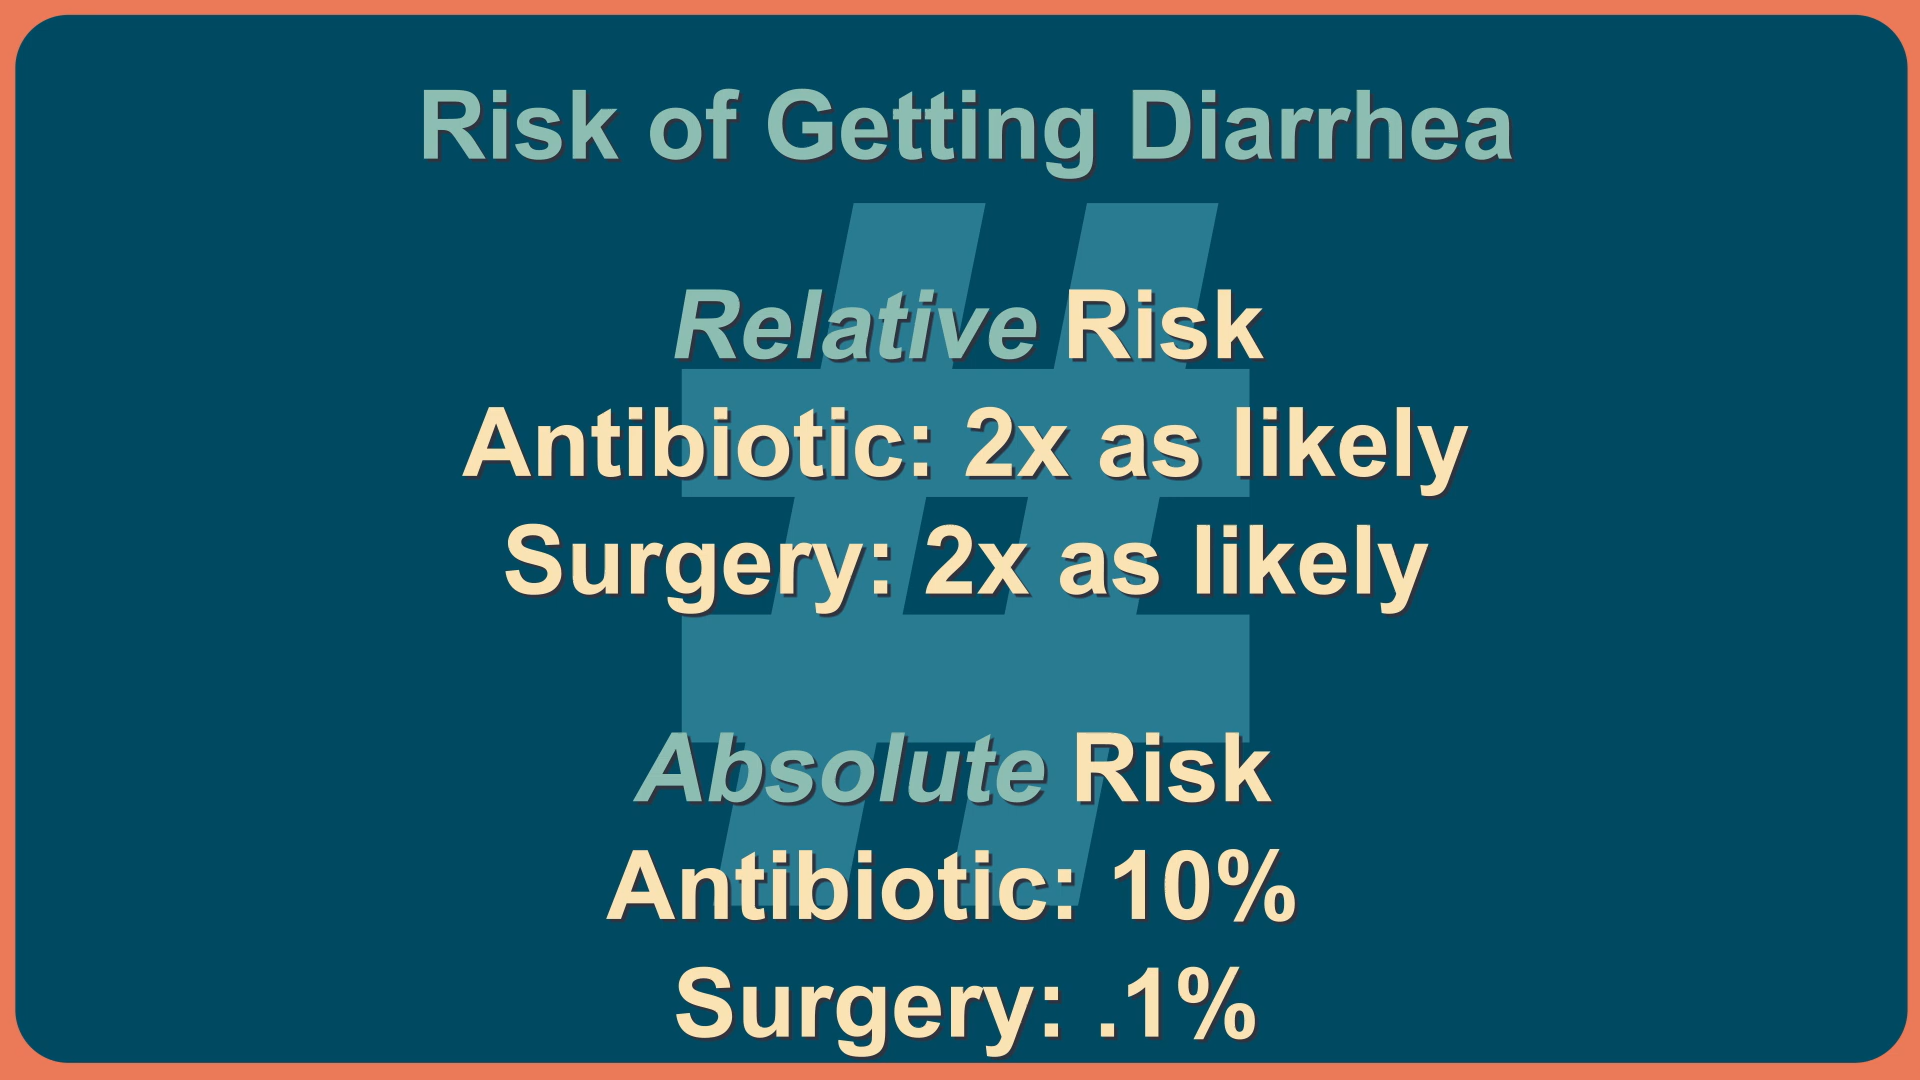 Risk of Getting Diarrhea
Relative Risk
Antibiotic: 2x as likely
Surgery: 2x as likely
Absolute Risk
Antibiotic: 10%
Surgery: .1%